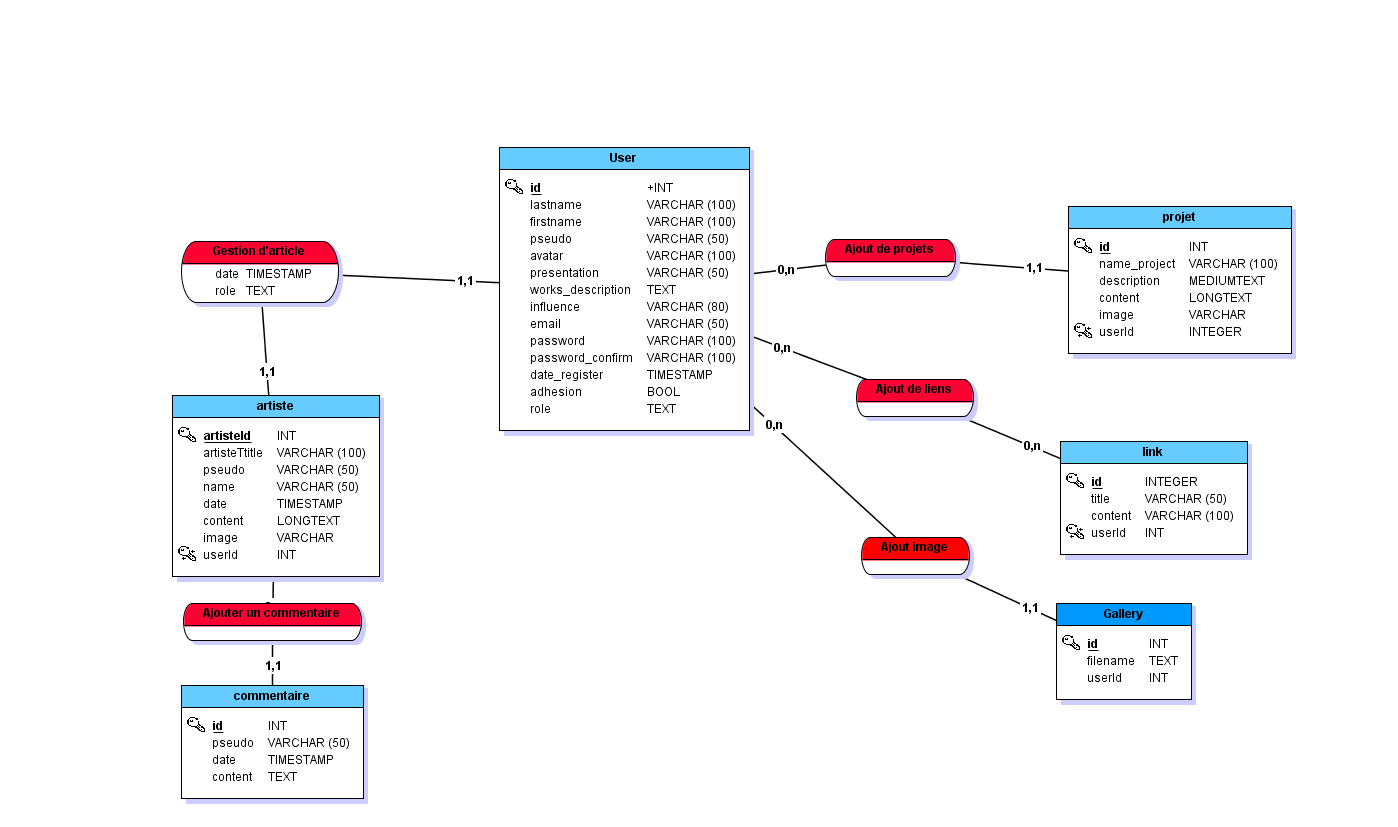 User
id +INT
lastname VARCHAR (100)
firstname VARCHAR (100)
pseudo VARCHAR (50)
avatar VARCHAR (100)
presentation VARCHAR (50)
works_description TEXT
influence VARCHAR (80)
email VARCHAR (50)
password VARCHAR (100)
password_confirm VARCHAR (100)
date_register TIMESTAMP
adhesion BOOL
role TEXT
Gestion d'article
date TIMESTAMP
role TEXT
1,1
1,1
artiste
artisteId INT
artisteTtitle VARCHAR (100)
pseudo VARCHAR (50)
name VARCHAR (50)
date TIMESTAMP
content LONGTEXT
image VARCHAR
userId INT
Ajouter un commentaire
1,1
commentaire
id INT
pseudo VARCHAR (50)
date TIMESTAMP
content TEXT
0,n
Ajout de projets
1,1
projet
id INT
name_project VARCHAR (100)
description MEDIUMTEXT
content LONGTEXT
image VARCHAR
userId INTEGER
0,n
Ajout de liens
0,n
link
id INTEGER
title VARCHAR (50)
content VARCHAR (100)
userId INT
0,n
Ajout image
1,1
Gallery
id INT
filename TEXT
userId INT